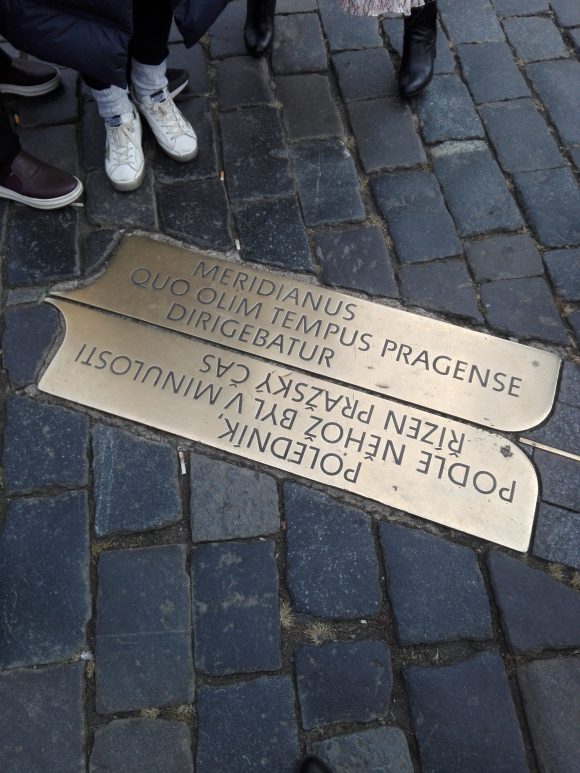 MERIDIANUS
QUO OLIM TEMPUS PRAGENSE
DIRIGEBATUR
POLEDNÍK,
PODLE NĚHOŽ BYL V MINULOSTI
ŘÍZEN PRAŽSKÝ ČAS